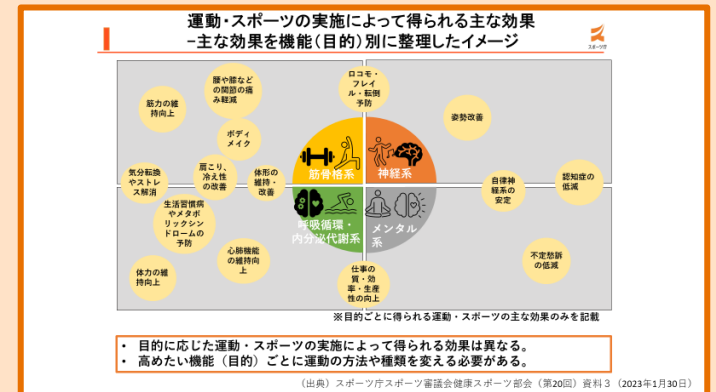 運動・スポーツの実施によって得られる主な効果
−主な効果を機能(目的)別に整理したイメージ
スポーツ庁
腰や膝など
の関節の痛
み軽減
ロコモ・
フレイ
ル・転倒
予防
筋力の維
持向上
姿勢改善
ボディ
メイク
筋骨格系
神経系
気分転換
やストレ
ス解消
肩こり、
冷え性
の改善
体形の
維持・
改善
自律神
経系の
安定
認知症の
低減
生活習慣病
やメタボ
リックシン
ドロームの
予防
呼吸循環・
内分泌代謝系
メンタル
系
心肺機能
の維持向
上
不定愁訴
の低減
体力の維
持向上
仕事の
質・効
率・生産
性の向上
※目的ごとに得られる運動・スポーツの主な効果のみを記載
• 目的に応じた運動・スポーツの実施によって得られる効果は異なる。
• 高めたい機能(目的)ごとに運動の方法や種類を変える必要がある。
(出典)スポーツ庁スポーツ審議会健康スポーツ部会(第20回)資料3(2023年1月30日)